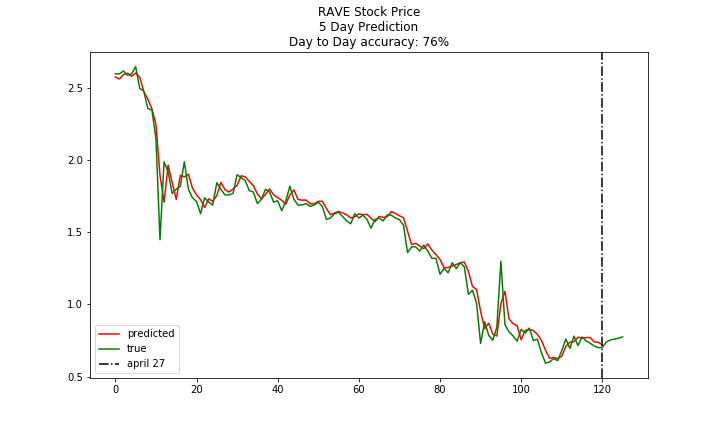 RAVE Stock Price
5 Day Prediction
Day to Day accuracy: 76%
2.5
2.0
1.5
1.0
0.5
predicted
true
april 27
0 20 40 60 80 100 120